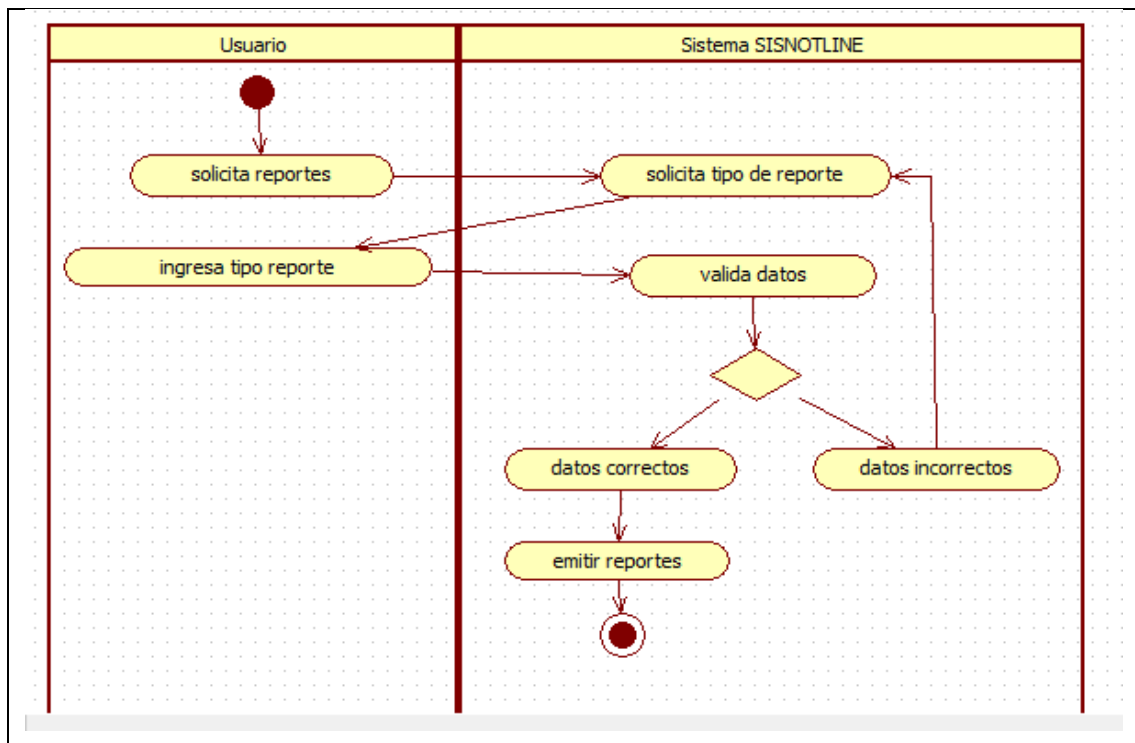 Usuario
Sistema SISNOTLINE
solicita reportes
solicita tipo de reporte
ingresa tipo reporte
valida datos
datos correctos
datos incorrectos
emitir reportes